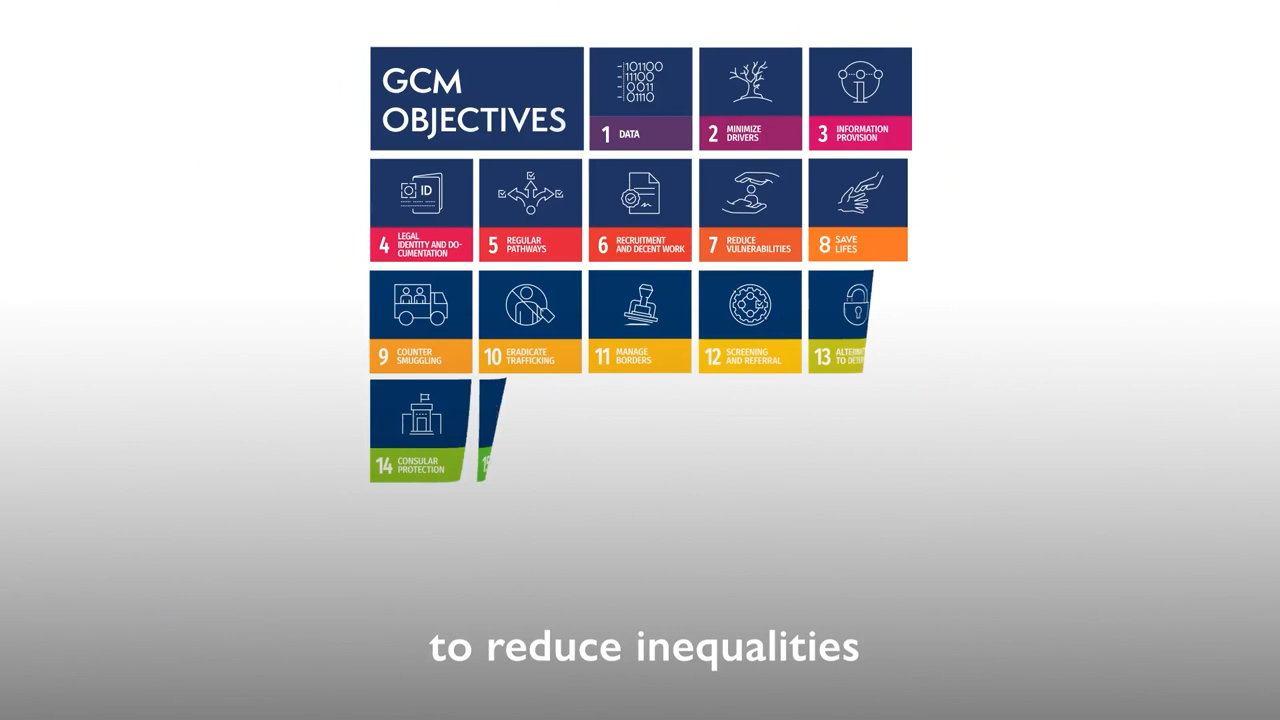 GCM
OBJECTIVES
101100
11100
0011
01110
1 DATA
2 MINIMIZE
DRIVERS
3 INFORMATION
PROVISION
ID
4 LEGAL
IDENTITY AND DO-
CUMENTATION
5 REGULAR
PATHWAYS
6 RECRUITMENT
AND DECENT WORK
7 REDUCE
VULNERABILITIES
8 SAVE
LIFES
9 COUNTER
SMUGGLING
10 ERADICATE
TRAFFICKING
11 MANAGE
BORDERS
12 SCREENING
AND REFERRAL
13
TO
14 CONSULAR
PROTECTION
to reduce inequalities